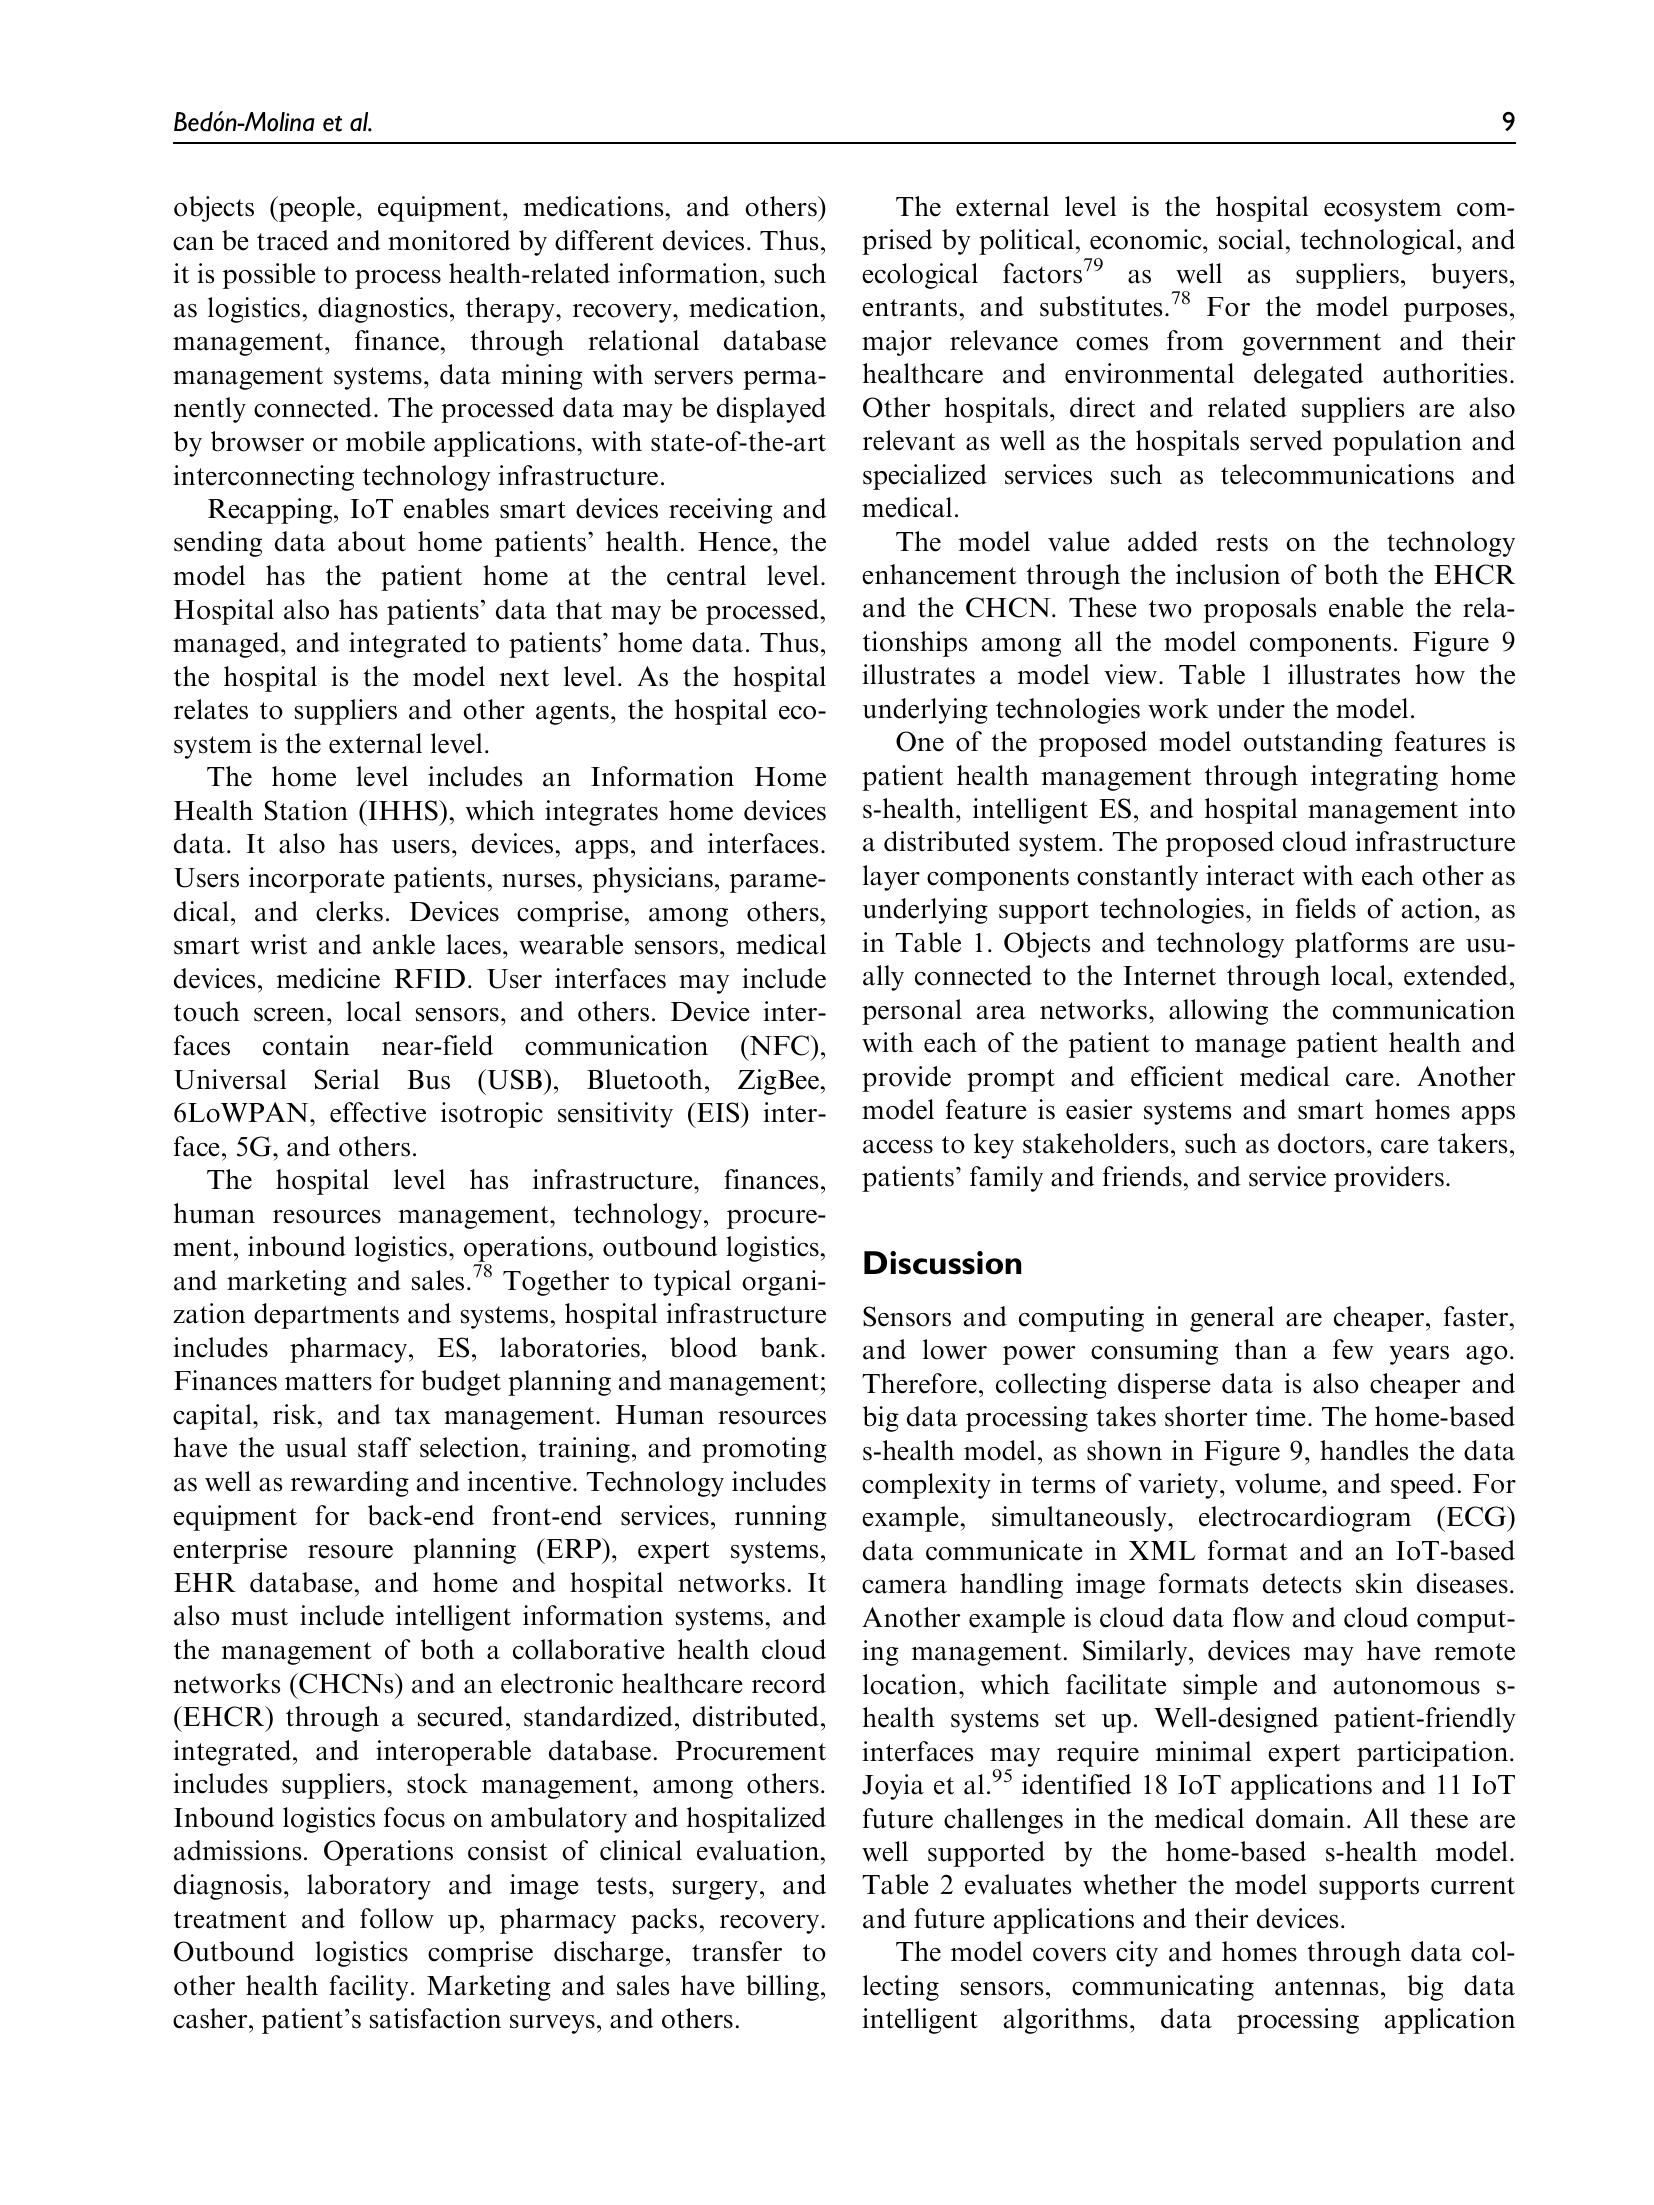 Bedón-Molina et al.
9
objects (people, equipment, medications, and others)
can be traced and monitored by different devices. Thus,
it is possible to process health-related information, such
as logistics, diagnostics, therapy, recovery, medication,
management, finance, through relational database
management systems, data mining with servers perma-
nently connected. The processed data may be displayed
by browser or mobile applications, with state-of-the-art
interconnecting technology infrastructure.
Recapping, IoT enables smart devices receiving and
sending data about home patients' health. Hence, the
model has the patient home at the central level.
Hospital also has patients' data that may be processed,
managed, and integrated to patients' home data. Thus,
the hospital is the model next level. As the hospital
relates to suppliers and other agents, the hospital eco-
system is the external level.
The home level includes an Information Home
Health Station (IHHS), which integrates home devices
data. It also has users, devices, apps, and interfaces.
Users incorporate patients, nurses, physicians, parame-
dical, and clerks. Devices comprise, among others,
smart wrist and ankle laces, wearable sensors, medical
devices, medicine RFID. User interfaces may include
touch screen, local sensors, and others. Device inter-
faces contain near-field communication (NFC),
Universal Serial Bus (USB), Bluetooth, ZigBee,
6LoWPAN, effective isotropic sensitivity (EIS) inter-
face, 5G, and others.
The hospital level has infrastructure, finances,
human resources management, technology, procure-
ment, inbound logistics, operations, outbound logistics,
and marketing and sales.78 Together to typical organi-
zation departments and systems, hospital infrastructure
includes pharmacy, ES, laboratories, blood bank.
Finances matters for budget planning and management;
capital, risk, and tax management. Human resources
have the usual staff selection, training, and promoting
as well as rewarding and incentive. Technology includes
equipment for back-end front-end services, running
enterprise resoure planning (ERP), expert systems,
EHR database, and home and hospital networks. It
also must include intelligent information systems, and
the management of both a collaborative health cloud
networks (CHCNs) and an electronic healthcare record
(EHCR) through a secured, standardized, distributed,
integrated, and interoperable database. Procurement
includes suppliers, stock management, among others.
Inbound logistics focus on ambulatory and hospitalized
admissions. Operations consist of clinical evaluation,
diagnosis, laboratory and image tests, surgery, and
treatment and follow up, pharmacy packs, recovery.
Outbound logistics comprise discharge, transfer to
other health facility. Marketing and sales have billing,
casher, patient's satisfaction surveys, and others.
The external level is the hospital ecosystem com-
prised by political, economic, social, technological, and
ecological factors79 as well as suppliers, buyers,
entrants, and substitutes.78 For the model purposes,
major relevance comes from government and their
healthcare and environmental delegated authorities.
Other hospitals, direct and related suppliers are also
relevant as well as the hospitals served population and
specialized services such as telecommunications and
medical.
The model value added rests on the technology
enhancement through the inclusion of both the EHCR
and the CHCN. These two proposals enable the rela-
tionships among all the model components. Figure 9
illustrates a model view. Table 1 illustrates how the
underlying technologies work under the model.
One of the proposed model outstanding features is
patient health management through integrating home
s-health, intelligent ES, and hospital management into
a distributed system. The proposed cloud infrastructure
layer components constantly interact with each other as
underlying support technologies, in fields of action, as
in Table 1. Objects and technology platforms are usu-
ally connected to the Internet through local, extended,
personal area networks, allowing the communication
with each of the patient to manage patient health and
provide prompt and efficient medical care. Another
model feature is easier systems and smart homes apps
access to key stakeholders, such as doctors, care takers,
patients' family and friends, and service providers.
Discussion
Sensors and computing in general are cheaper, faster,
and lower power consuming than a few years ago.
Therefore, collecting disperse data is also cheaper and
big data processing takes shorter time. The home-based
s-health model, as shown in Figure 9, handles the data
complexity in terms of variety, volume, and speed. For
example, simultaneously, electrocardiogram (ECG)
data communicate in XML format and an IoT-based
camera handling image formats detects skin diseases.
Another example is cloud data flow and cloud comput-
ing management. Similarly, devices may have remote
location, which facilitate simple and autonomous s-
health systems set up. Well-designed patient-friendly
interfaces may require minimal expert participation.
Joyia et al.95 identified 18 IoT applications and 11 IoT
future challenges in the medical domain. All these are
well supported by the home-based s-health model.
Table 2 evaluates whether the model supports current
and future applications and their devices.
The model covers city and homes through data col-
lecting sensors, communicating antennas, big data
intelligent algorithms, data processing application